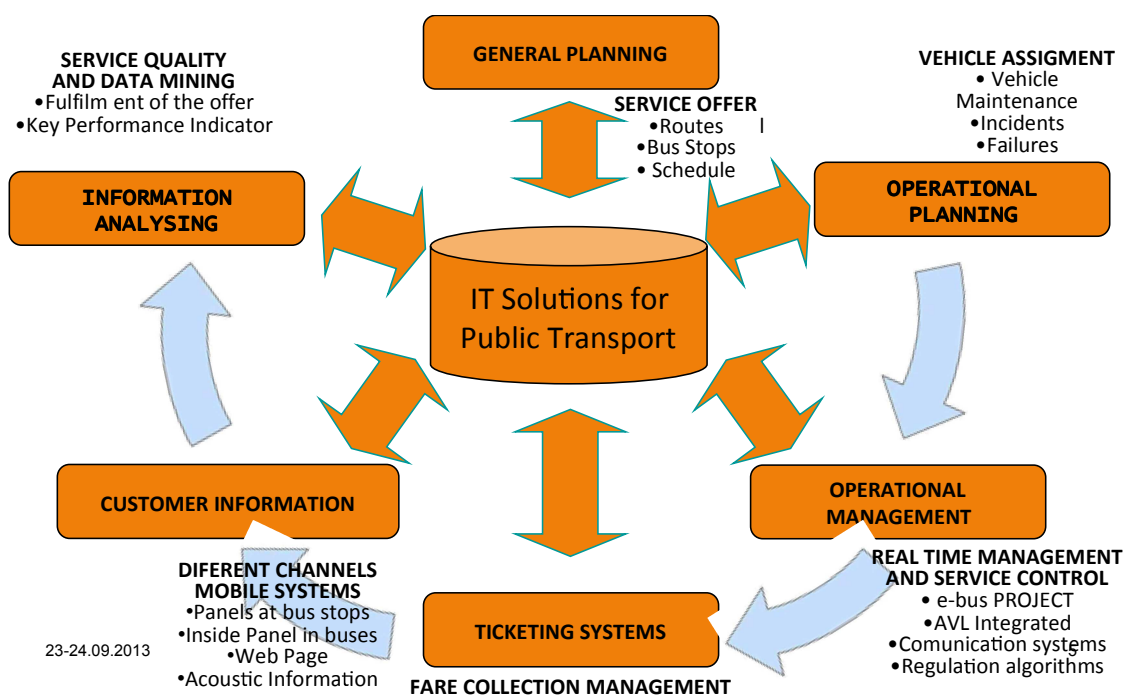 GENERAL PLANNING
SERVICE QUALITY
AND DATA MINING
•Fulfilm ent of the offer
•Key Performance Indicator
VEHICLE ASSIGMENT
• Vehicle
Maintenance
•Incidents
•Failures
SERVICE OFFER
•Routes l
•Bus Stops
• Schedule
INFORMATION
ANALYSING
OPERATIONAL
PLANNING
IT Solutions for
Public Transport
CUSTOMER INFORMATION
OPERATIONAL
MANAGEMENT
DIFERENT CHANNELS
MOBILE SYSTEMS
•Panels at bus stops
•Inside Panel in buses
•Web Page
•Acoustic Information
TICKETING SYSTEMS
REAL TIME MANAGEMENT
AND SERVICE CONTROL
• e-bus PROJECT
•AVL Integrated
•Comunication systems
•Regulation algorithms
5
23-24.09.2013
FARE COLLECTION MANAGEMENT